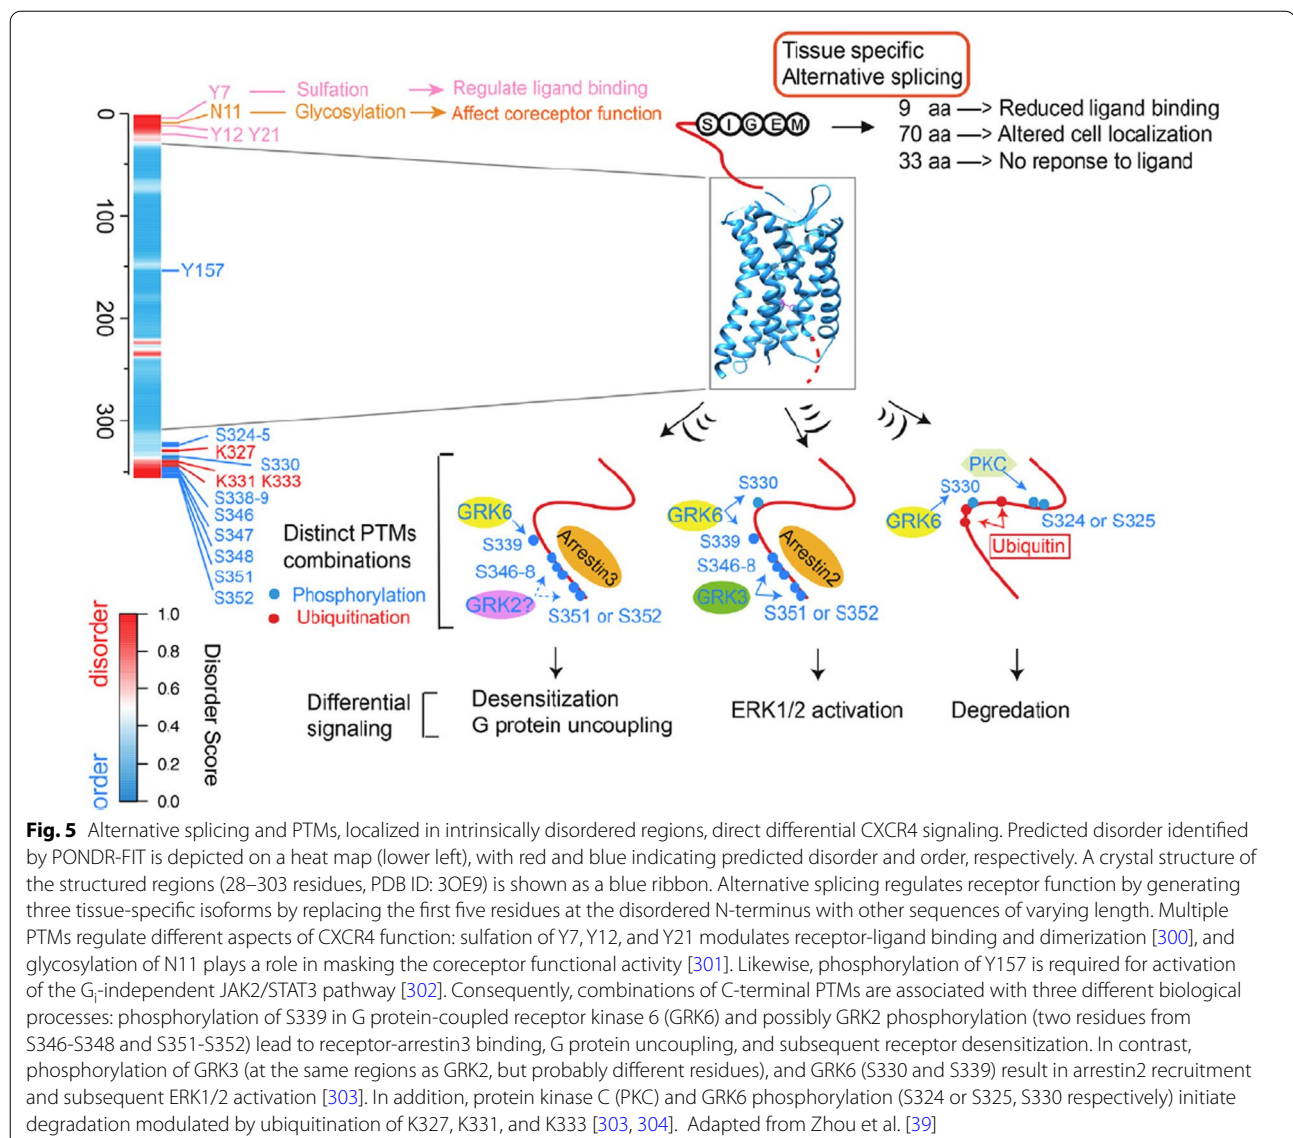 Tissue specific
Alternative splicing
Y7 Sulfation Regulate ligand binding
N11 Glycosylation Affect coreceptor function
Y12 Y21
S I G E M
9 aa —> Reduced ligand binding
70 aa —> Altered cell localization
33 aa —> No reponse to ligand
0
100
200
300
Y157
S324-5
K327
S330
K331 K333
S338-9
S346
S347
S348
S351
S352
Distinct PTMs
combinations
Phosphorylation
Ubiquitination
GRK6
S339
Arrestin3
S346-8
GRK2?
S351 or S352
S330
GRK6
S339
Arrestin2
S346-8
GRK3
S351 or S352
PKC
S330
GRK6
S324 or S325
Ubiquitin
disorder
order
1.0
0.8
0.6
0.4
0.2
0.0
Disorder Score
Differential
signaling
Desensitization
G protein uncoupling
ERK1/2 activation
Degredation
Fig. 5 Alternative splicing and PTMs, localized in intrinsically disordered regions, direct differential CXCR4 signaling. Predicted disorder identified
by PONDR-FIT is depicted on a heat map (lower left), with red and blue indicating predicted disorder and order, respectively. A crystal structure of
the structured regions (28–303 residues, PDB ID: 3OE9) is shown as a blue ribbon. Alternative splicing regulates receptor function by generating
three tissue-specific isoforms by replacing the first five residues at the disordered N-terminus with other sequences of varying length. Multiple
PTMs regulate different aspects of CXCR4 function: sulfation of Y7, Y12, and Y21 modulates receptor-ligand binding and dimerization [300], and
glycosylation of N11 plays a role in masking the coreceptor functional activity [301]. Likewise, phosphorylation of Y157 is required for activation
of the Gi-independent JAK2/STAT3 pathway [302]. Consequently, combinations of C-terminal PTMs are associated with three different biological
processes: phosphorylation of S339 in G protein-coupled receptor kinase 6 (GRK6) and possibly GRK2 phosphorylation (two residues from
S346-S348 and S351-S352) lead to receptor-arrestin3 binding, G protein uncoupling, and subsequent receptor desensitization. In contrast,
phosphorylation of GRK3 (at the same regions as GRK2, but probably different residues), and GRK6 (S330 and S339) result in arrestin2 recruitment
and subsequent ERK1/2 activation [303]. In addition, protein kinase C (PKC) and GRK6 phosphorylation (S324 or S325, S330 respectively) initiate
degradation modulated by ubiquitination of K327, K331, and K333 [303, 304]. Adapted from Zhou et al. [39]